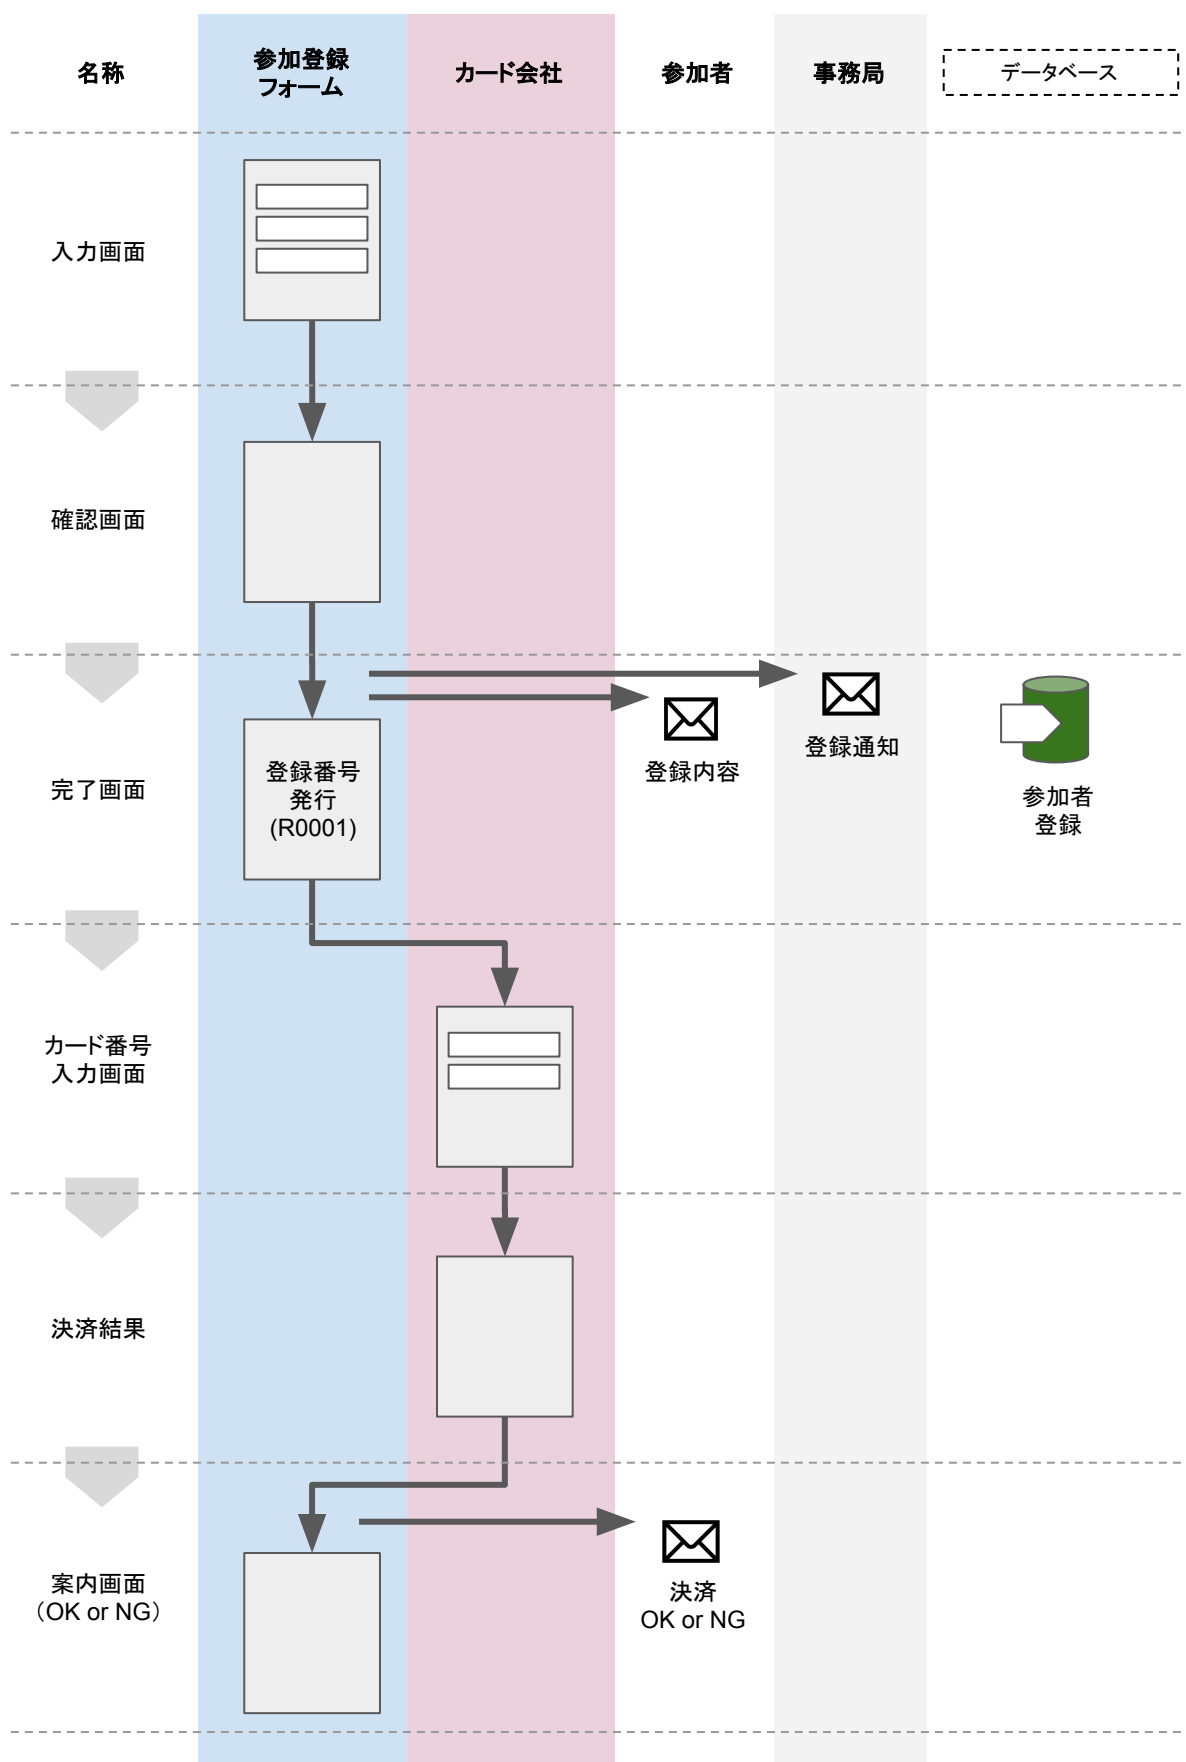 名称
参加登録
フォーム
カード会社
参加者
事務局
データベース
入力画面
確認画面
完了画面
登録番号
発行
(R0001)
登録内容
登録通知
参加者
登録
カード番号
入力画面
決済結果
案内画面
（OK or NG）
決済
OK or NG